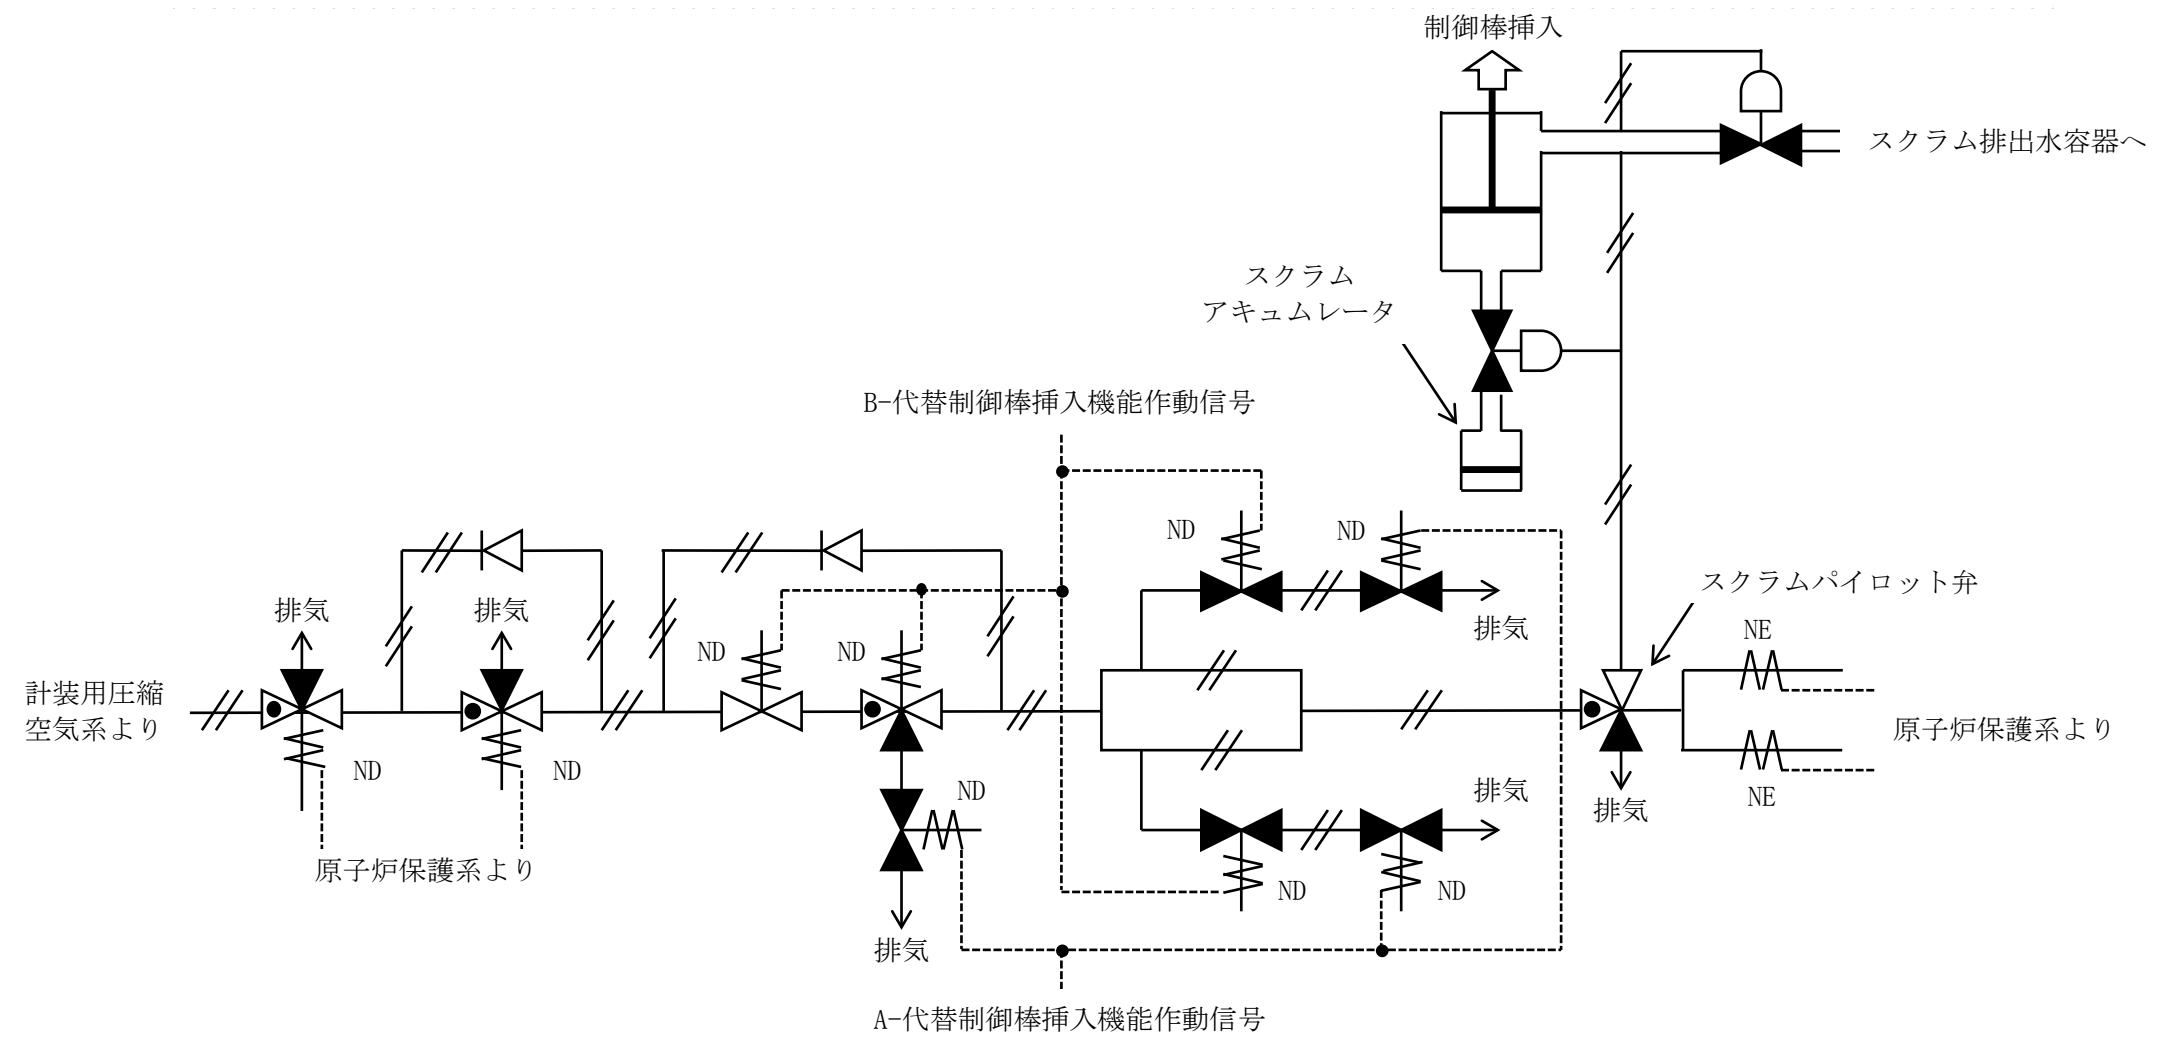 制御棒挿入
スクラム排出水容器へ
スクラム
アキュムレータ
B-代替制御棒挿入機能作動信号
ND
ND
スクラムパイロット弁
排気
排気
排気
NE
ND
ND
計装用圧縮
空気系より
原子炉保護系より
ND
ND
ND
排気
NE
排気
原子炉保護系より
ND
ND
排気
A-代替制御棒挿入機能作動信号